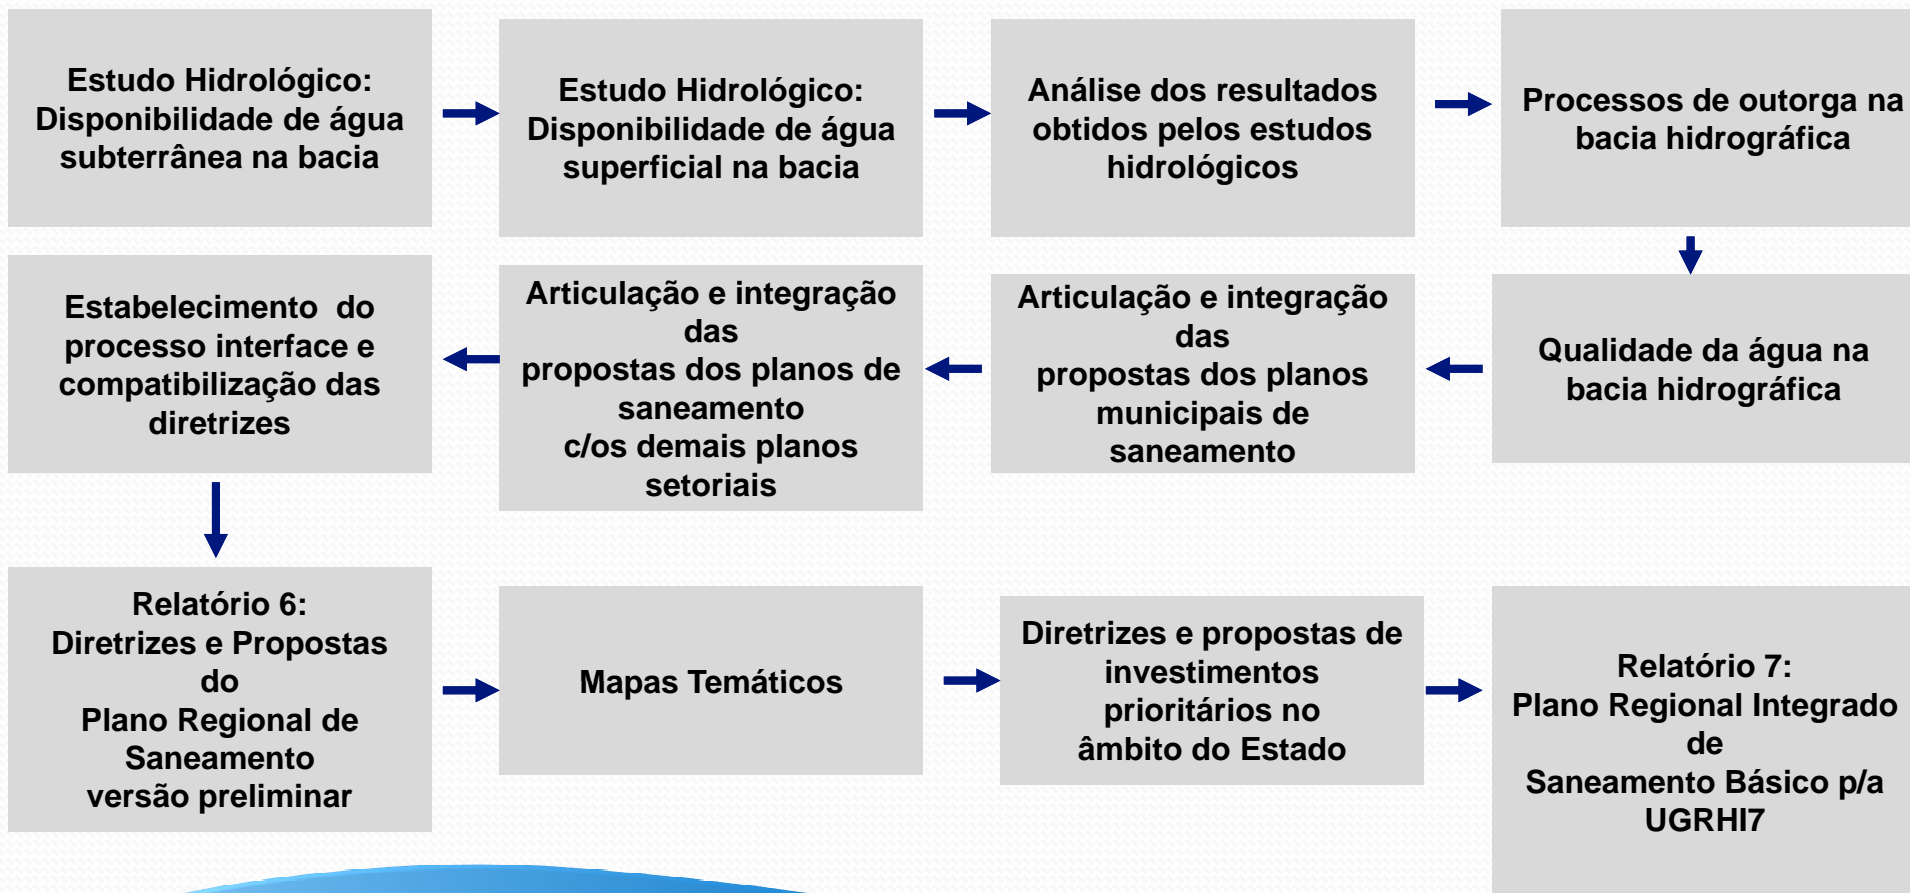 Estudo Hidrológico:
Disponibilidade de água
subterrânea na bacia
Estudo Hidrológico:
Disponibilidade de água
superficial na bacia
Análise dos resultados
obtidos pelos estudos
hidrológicos
Processos de outorga na
bacia hidrográfica
Qualidade da água na
bacia hidrográfica
Articulação e integração
das
propostas dos planos
municipais de
saneamento
Articulação e integração
das
propostas dos planos de
saneamento
c/os demais planos
setoriais
Estabelecimento  do
processo interface e
compatibilização das
diretrizes
Relatório 6:
Diretrizes e Propostas
do
Plano Regional de
Saneamento
versão preliminar
Mapas Temáticos
Diretrizes e propostas de
investimentos
prioritários no
âmbito do Estado
Relatório 7:
Plano Regional Integrado
de
Saneamento Básico p/a
UGRHI7